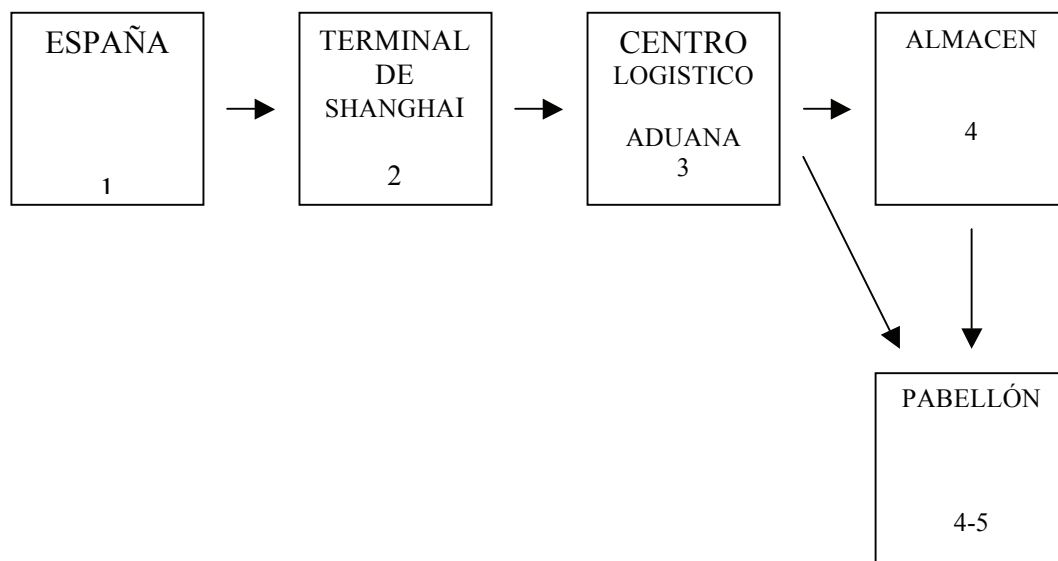 ESPAÑA
1
TERMINAL
DE
SHANGHAI
2
CENTRO
LOGISTICO
ADUANA
3
ALMACEN
4
PABELLÓN
4-5